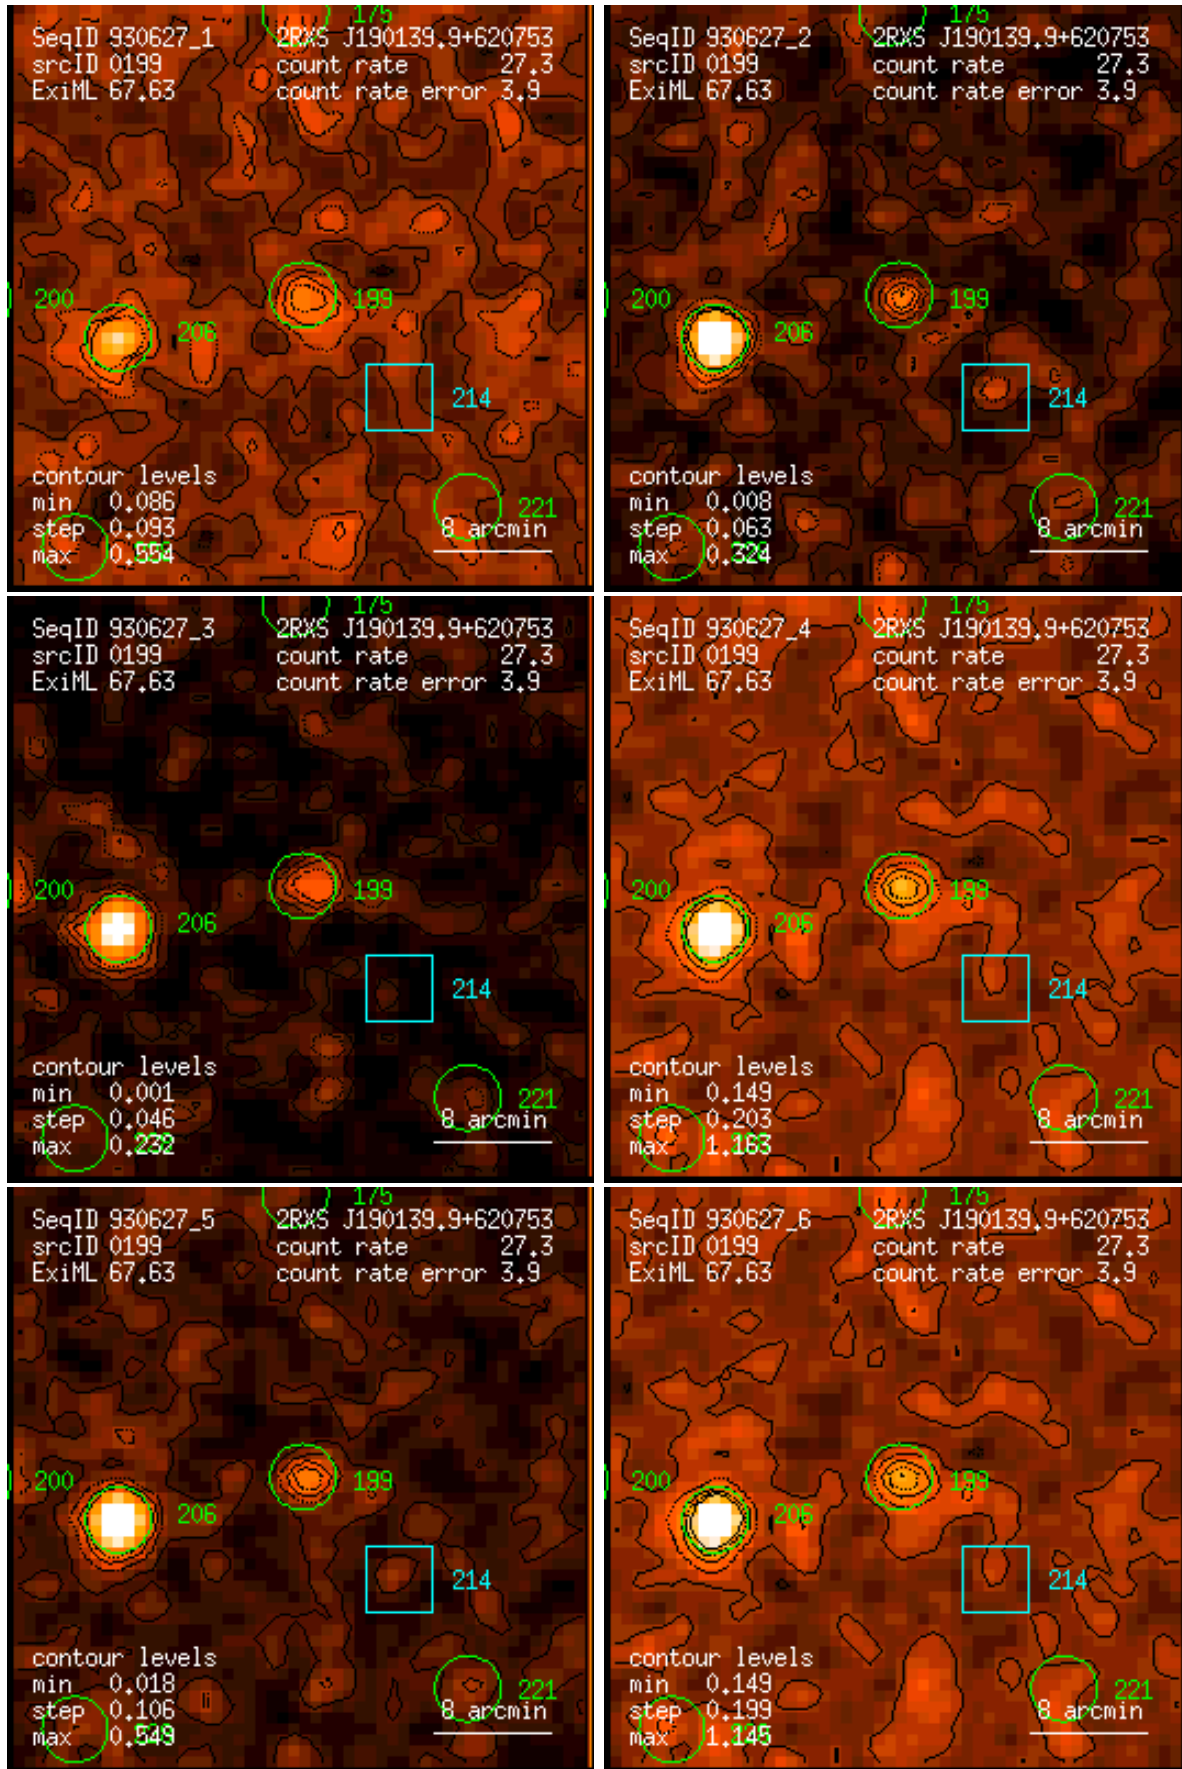 175
SeqID 930627_1 2RXS J190139.9+620753
srcID 0199 count rate 27.3
ExiML 67.63 count rate error 3.9
200 199
206
214
contour levels
min 0.086
221
step 0.093 8 arcmin
max 0.554
175
SeqID 930627_2 2RXS J190139.9+620753
srcID 0199 count rate 27.3
ExiML 67.63 count rate error 3.9
200 199
206
214
contour levels
min 0.008
221
step 0.063 8 arcmin
max 0.324
175
SeqID 930627_3 2RXS J190139.9+620753
srcID 0199 count rate 27.3
ExiML 67.63 count rate error 3.9
200 199
206
214
contour levels
min 0.001
221
step 0.046 8 arcmin
max 0.232
175
SeqID 930627_4 2RXS J190139.9+620753
srcID 0199 count rate 27.3
ExiML 67.63 count rate error 3.9
200 199
206
214
contour levels
min 0.149
221
step 0.203 8 arcmin
max 1.163
175
SeqID 930627_5 2RXS J190139.9+620753
srcID 0199 count rate 27.3
ExiML 67.63 count rate error 3.9
200 199
206
214
contour levels
min 0.018
221
step 0.106 8 arcmin
max 0.549
175
SeqID 930627_6 2RXS J190139.9+620753
srcID 0199 count rate 27.3
ExiML 67.63 count rate error 3.9
200 199
206
214
contour levels
min 0.149
221
step 0.199 8 arcmin
max 1.145